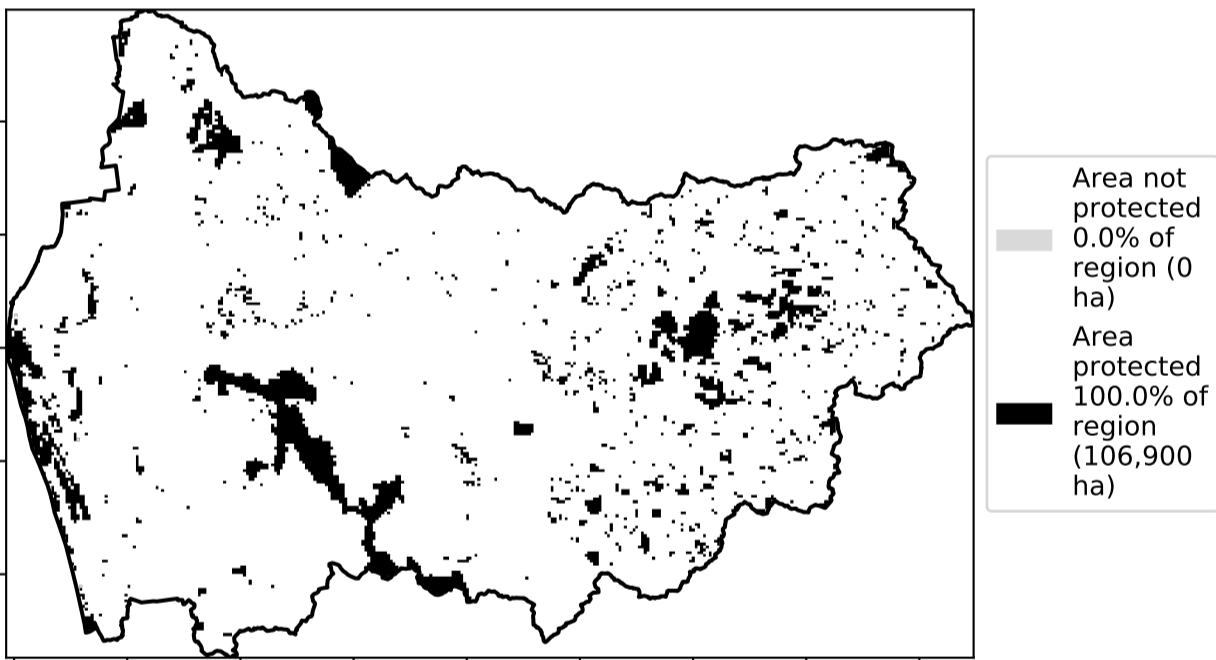 Area not
protected
0.0% of
region (0
ha)
Area
protected
100.0% of
region
(106,900
ha)